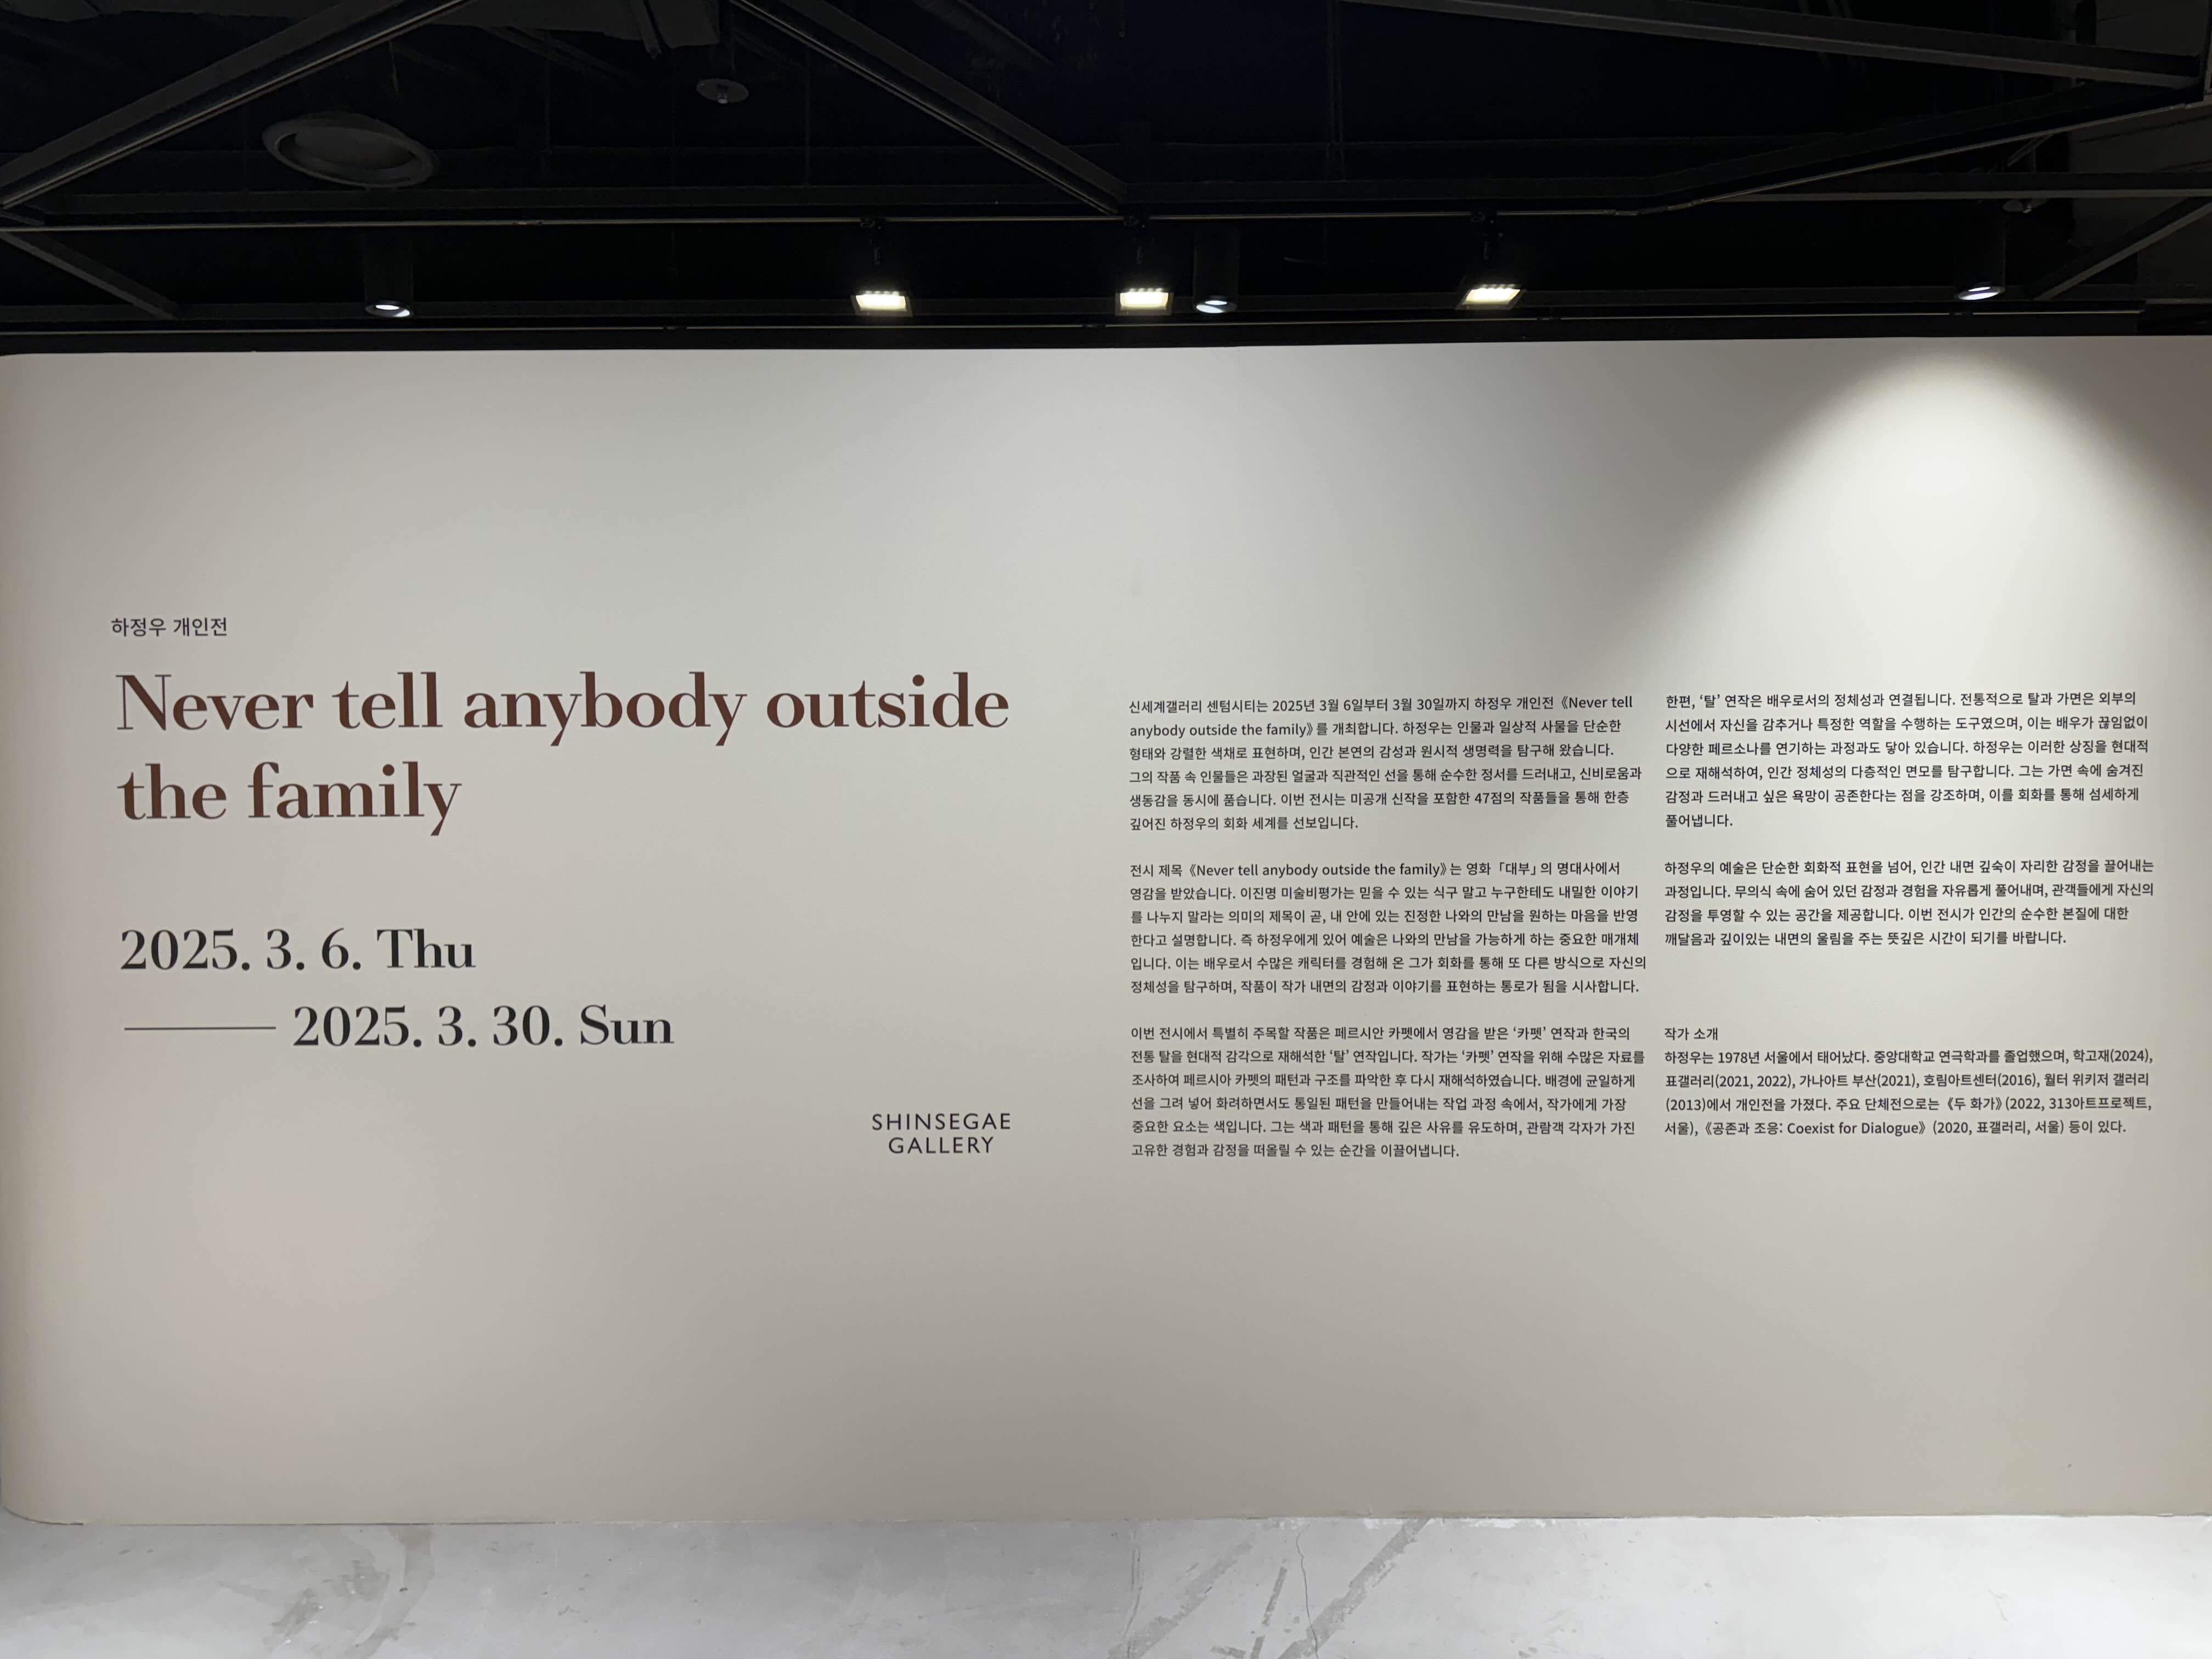 하정우 개인전
Never tell anybody outside
the family
2025. 3. 6. Thu
2025. 3. 30. Sun
SHINSEGAE
GALLERY
신세계갤러리 센텀시티는 2025년 3월 6일부터 3월 30일까지 하정우 개인전 《Never tell
anybody outside the family》를 개최합니다. 하정우는 인물과 일상적 사물을 단순한
형태와 강렬한 색채로 표현하며, 인간 본연의 감성과 원시적 생명력을 탐구해 왔습니다.
그의 작품 속 인물들은 과장된 얼굴과 직관적인 선을 통해 순수한 정서를 드러내고, 신비로움과
생동감을 동시에 품습니다. 이번 전시는 미공개 신작을 포함한 47점의 작품들을 통해 한층
깊어진 하정우의 회화 세계를 선보입니다.
전시 제목 《Never tell anybody outside the family》는 영화 「대부」의 명대사에서
영감을 받았습니다. 이진명 미술비평가는 믿을 수 있는 식구 말고 누구한테도 내밀한 이야기
를 나누지 말라는 의미의 제목이 곧, 내 안에 있는 진정한 나와의 만남을 원하는 마음을 반영
한다고 설명합니다. 즉 하정우에게 있어 예술은 나와의 만남을 가능하게 하는 중요한 매개체
입니다. 이는 배우로서 수많은 캐릭터를 경험해 온 그가 회화를 통해 또 다른 방식으로 자신의
정체성을 탐구하며, 작품이 작가 내면의 감정과 이야기를 표현하는 통로가 됨을 시사합니다.
이번 전시에서 특별히 주목할 작품은 페르시안 카펫에서 영감을 받은 ‘카펫’ 연작과 한국의
전통 탈을 현대적 감각으로 재해석한 ‘탈’ 연작입니다. 작가는 ‘카펫’ 연작을 위해 수많은 자료를
조사하여 페르시아 카펫의 패턴과 구조를 파악한 후 다시 재해석하였습니다. 배경에 균일하게
선을 그려 넣어 화려하면서도 통일된 패턴을 만들어내는 작업 과정 속에서, 작가에게 가장
중요한 요소는 색입니다. 그는 색과 패턴을 통해 깊은 사유를 유도하며, 관람객 각자가 가진
고유한 경험과 감정을 떠올릴 수 있는 순간을 이끌어냅니다.
한편, ‘탈’ 연작은 배우로서의 정체성과 연결됩니다. 전통적으로 탈과 가면은 외부의
시선에서 자신을 감추거나 특정한 역할을 수행하는 도구였으며, 이는 배우가 끊임없이
다양한 페르소나를 연기하는 과정과도 닿아 있습니다. 하정우는 이러한 상징을 현대적
으로 재해석하여, 인간 정체성의 다층적인 면모를 탐구합니다. 그는 가면 속에 숨겨진
감정과 드러내고 싶은 욕망이 공존한다는 점을 강조하며, 이를 회화를 통해 섬세하게
풀어냅니다.
하정우의 예술은 단순한 회화적 표현을 넘어, 인간 내면 깊숙이 자리한 감정을 끌어내는
과정입니다. 무의식 속에 숨어 있던 감정과 경험을 자유롭게 풀어내며, 관객들에게 자신의
감정을 투영할 수 있는 공간을 제공합니다. 이번 전시가 인간의 순수한 본질에 대한
깨달음과 깊이있는 내면의 울림을 주는 뜻깊은 시간이 되기를 바랍니다.
작가 소개
하정우는 1978년 서울에서 태어났다. 중앙대학교 연극학과를 졸업했으며, 학고재(2024),
표갤러리(2021, 2022), 가나아트 부산(2021), 호림아트센터(2016), 월터 위키저 갤러리
(2013)에서 개인전을 가졌다. 주요 단체전으로는 《두 화가》(2022, 313아트프로젝트,
서울), 《공존과 조응: Coexist for Dialogue》(2020, 표갤러리, 서울) 등이 있다.